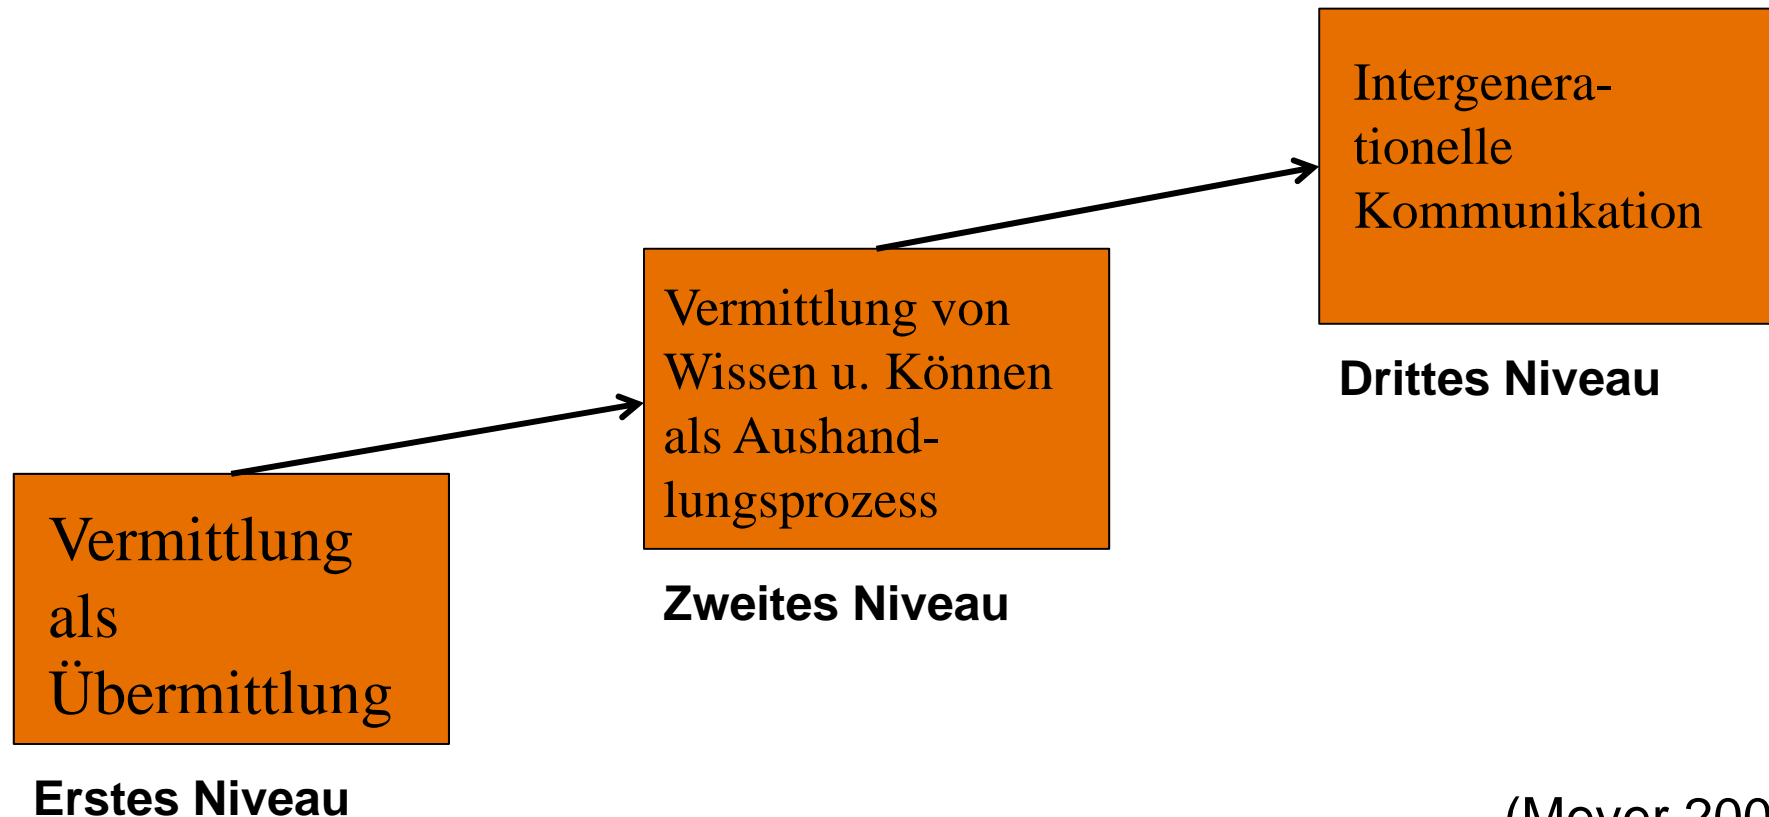 Vermittlung
als
Übermittlung
Erstes Niveau
Vermittlung von
Wissen u. Können
als Aushand-
lungsprozess
Zweites Niveau
Intergenera-
tionelle
Kommunikation
Drittes Niveau
(Meyer